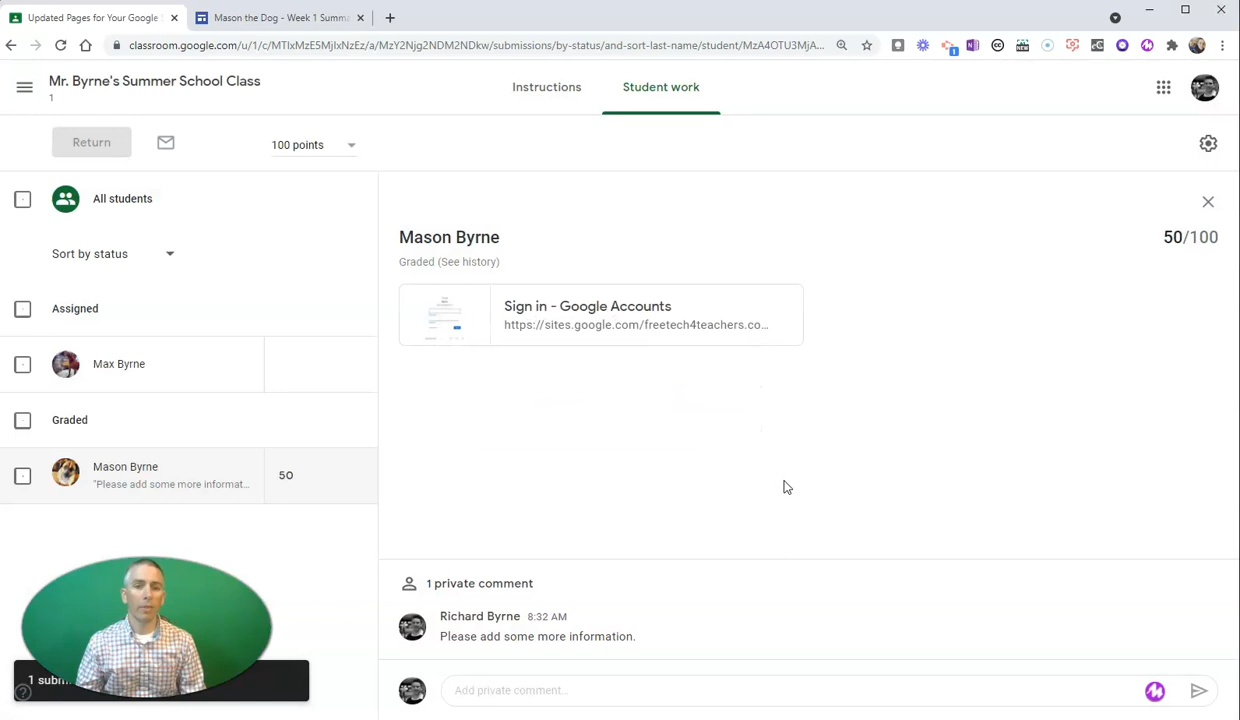 Updated Pages for Your Google S
Mason the Dog - Week 1 Summa
classroom.google.com/u/1/c/MTIxMzE5MjIxNzEz/a/MzY2Njg2NDM2NDkw/submissions/by-status/and-sort-last-name/student/MzA4OTU3MjA...
Mr. Byrne's Summer School Class
1
Instructions
Student work
Return
100 points
All students
Sort by status
Assigned
Max Byrne
Graded
Mason Byrne
50
"Please add some more informat...
Mason Byrne
50/100
Graded (See history)
Sign in - Google Accounts
https://sites.google.com/freetech4teachers.co...
1 private comment
Richard Byrne 8:32 AM
Please add some more information.
Add private comment...
1 subm